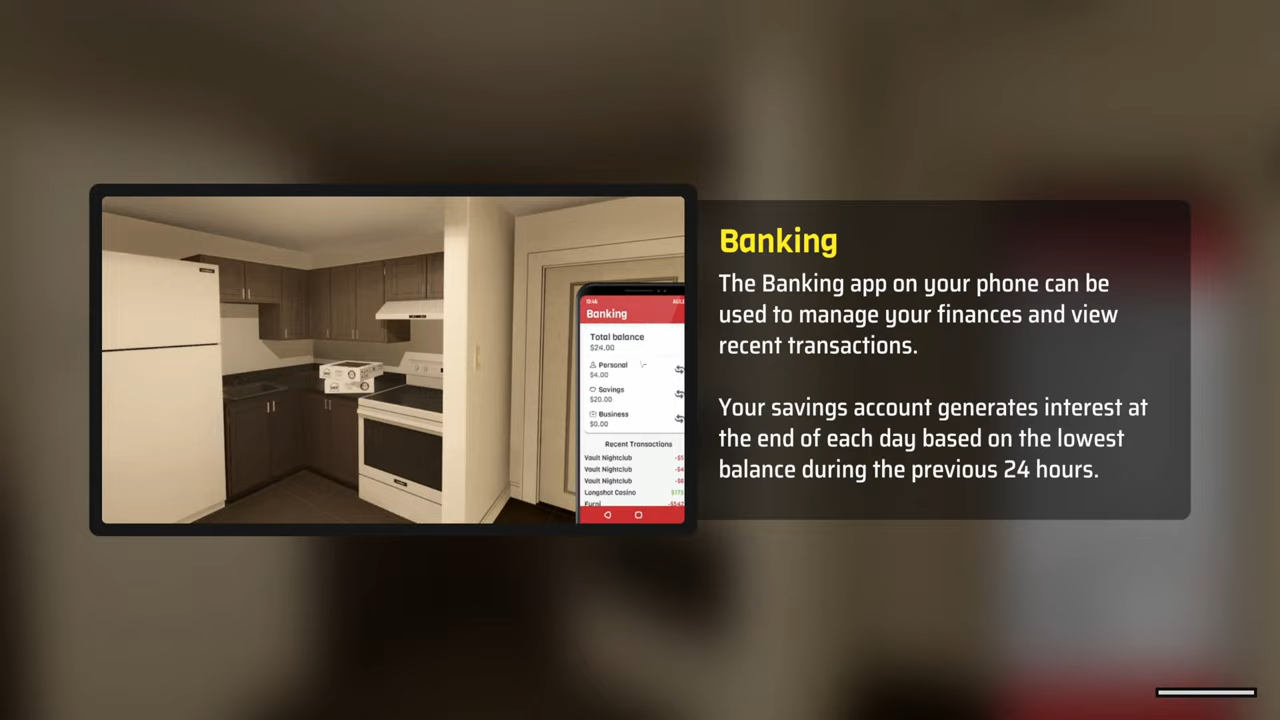 Banking
The Banking app on your phone can be
used to manage your finances and view
recent transactions.
Your savings account generates interest at
the end of each day based on the lowest
balance during the previous 24 hours.
Banking
Total balance
$24.00
Personal
$4.00
Savings
$20.00
Business
$0.00
Recent Transactions
Vault Nightclub
Vault Nightclub
Vault Nightclub
Longshot Casino
Furni